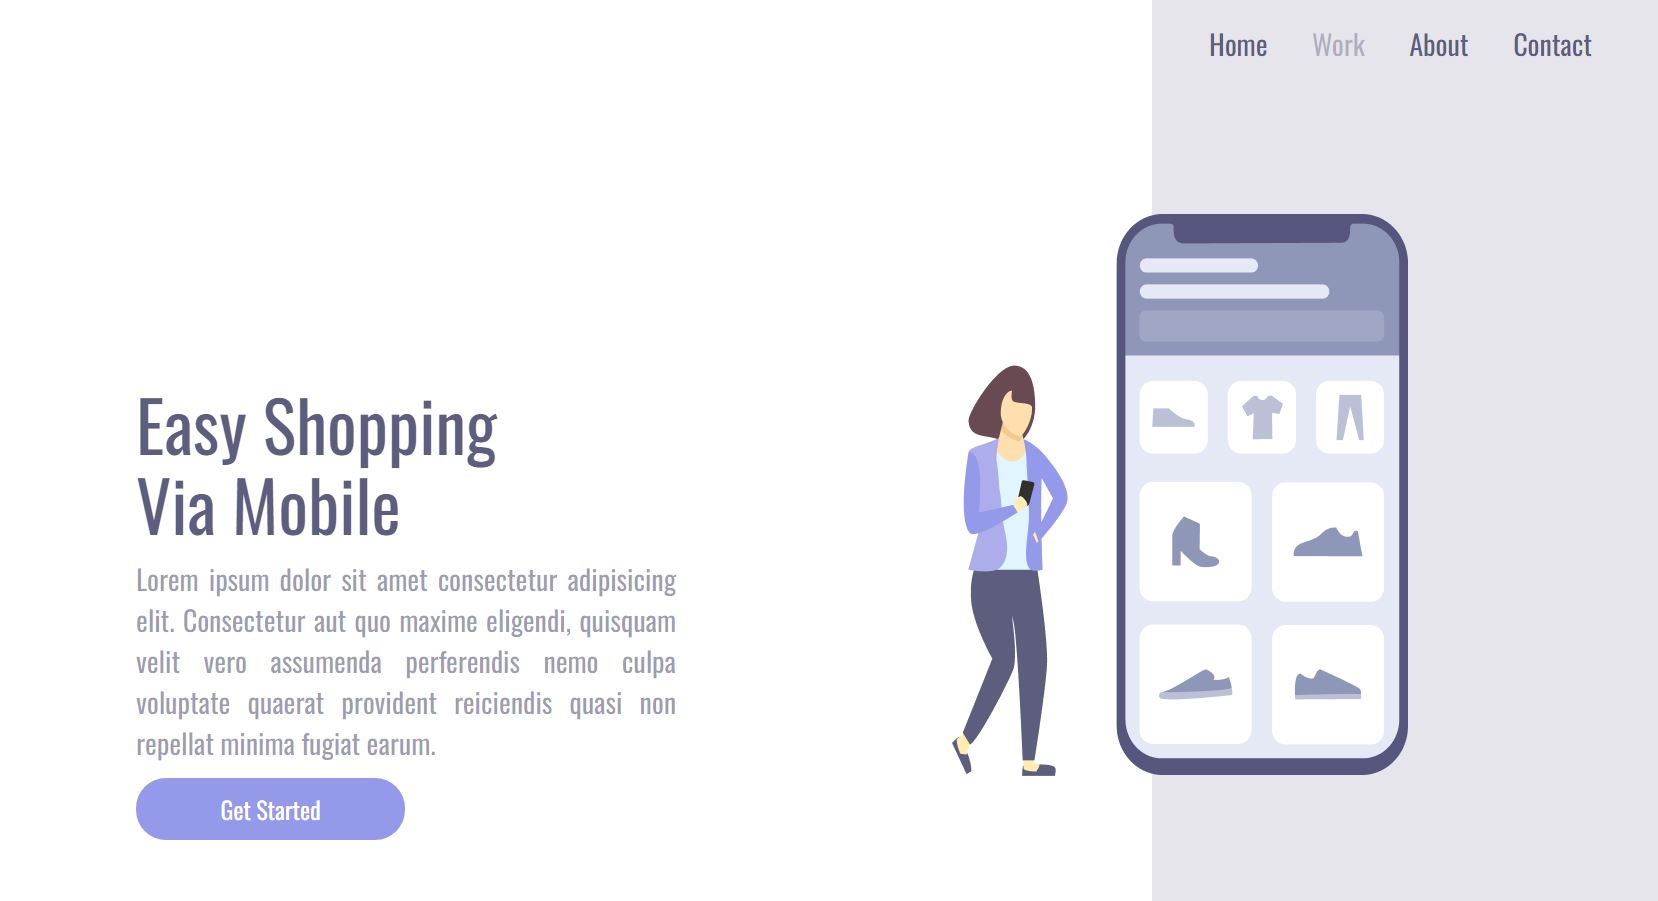 Home Work About Contact
Easy Shopping
Via Mobile
Lorem ipsum dolor sit amet consectetur adipisicing
elit. Consectetur aut quo maxime eligendi, quisquam
velit vero assumenda perferendis nemo culpa
voluptate quaerat provident reiciendis quasi non
repellat minima fugiat earum.
Get Started